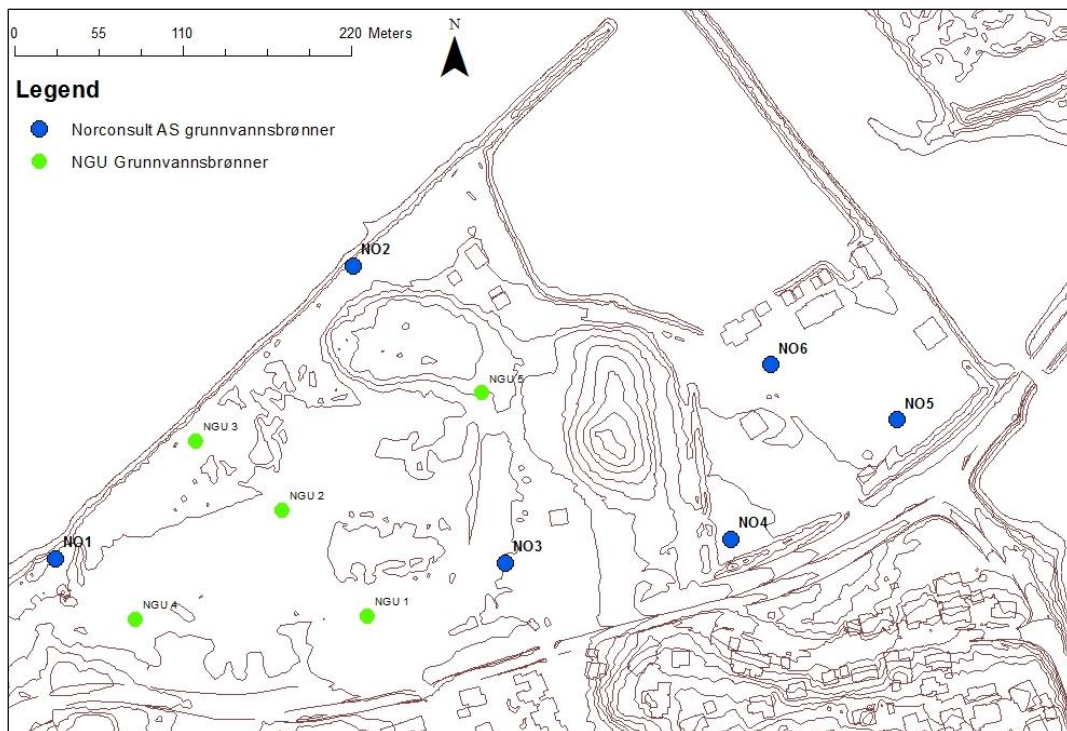 0 55 110 220 Meters
N
Legend
Norconsult AS grunnvannsbrønner
NGU Grunnvannsbrønner
NO2
NO6
NGU 5
NO5
NGU 3
NGU 2
NO4
NO1
NO3
NGU 4
NGU 1